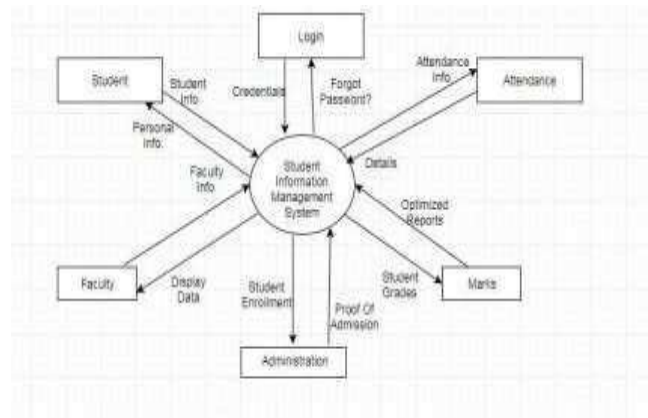 Login
Student
Student
Info
Credentials
Forgot
Password?
Attendance
Info
Attendance
Personal
Info
Details
Faculty
Info
Student
Information
Management
System
Optimized
Reports
Faculty
Display
Data
Student
Enrollment
Proof Of
Admission
Student
Grades
Marks
Administration